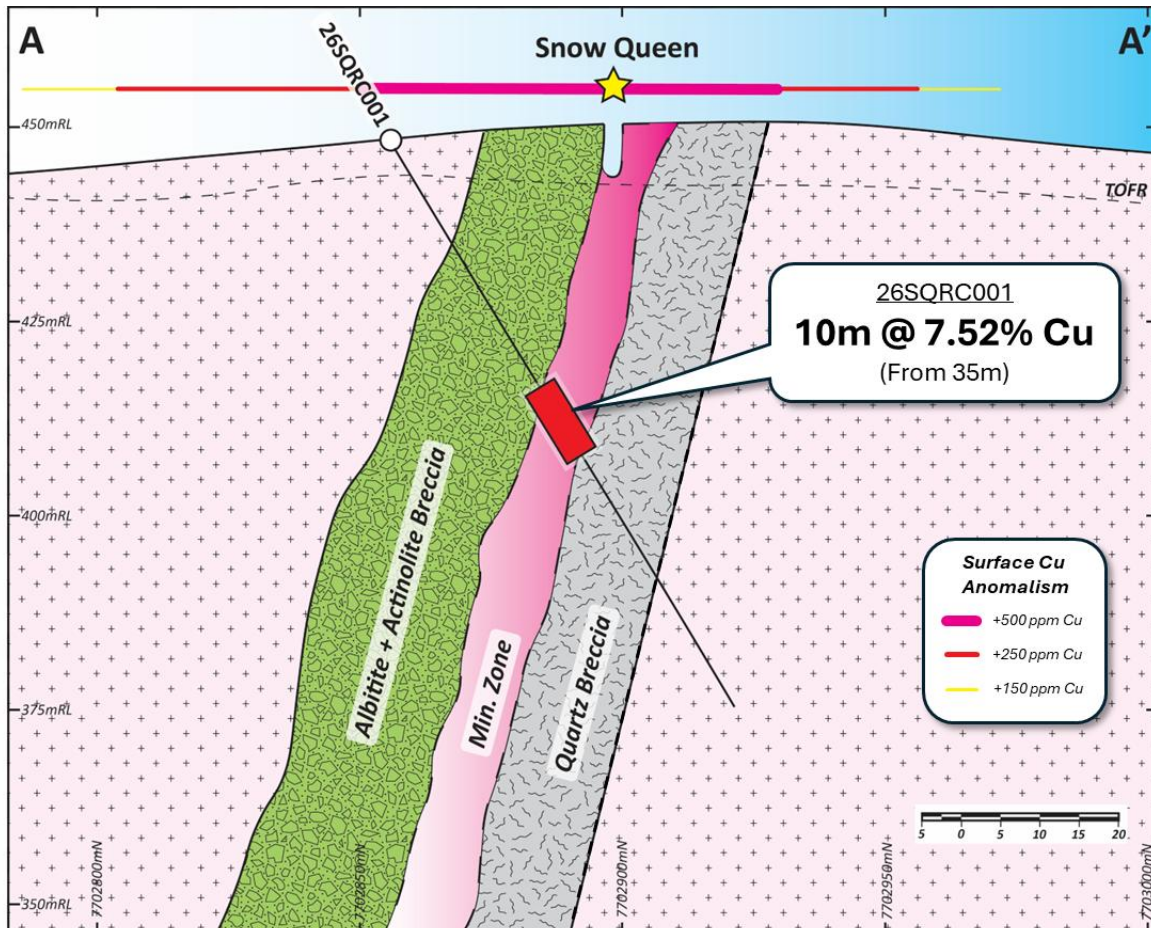 A
A'
Snow Queen
26SQRC001
450mRL
TOFR
26SQRC001
10m @ 7.52% Cu
(From 35m)
425mRL
400mRL
Albitite + Actinolite Breccia
Min. Zone
Quartz Breccia
Surface Cu
Anomalism
+500 ppm Cu
+250 ppm Cu
+150 ppm Cu
375mRL
5 0 5 10 15 20
350mRL
7702800mN
7702850mN
7702900mN
7702950mN
7703000mN